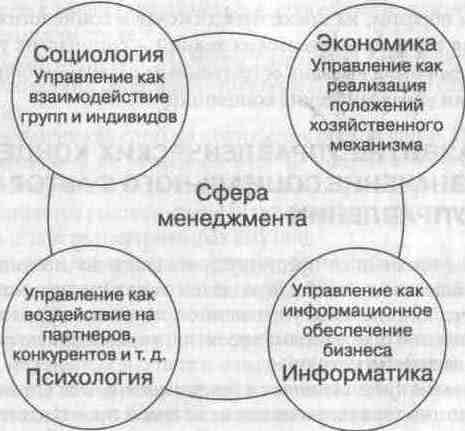 Социология
Управление как
взаимодействие
групп и индивидов
Экономика
Управление как
реализация
положений
хозяйственного
механизма
Сфера
менеджмента
Управление как
воздействие на
партнеров,
конкурентов и т. д.
Психология
Управление как
информационное
обеспечение
бизнеса
Информатика